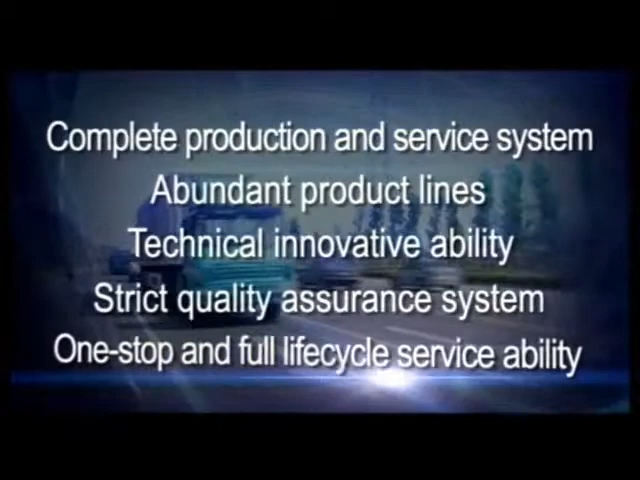 Complete production and service system
Abundant product lines
Technical innovative ability
Strict quality assurance system
One-stop and full lifecycle service ability